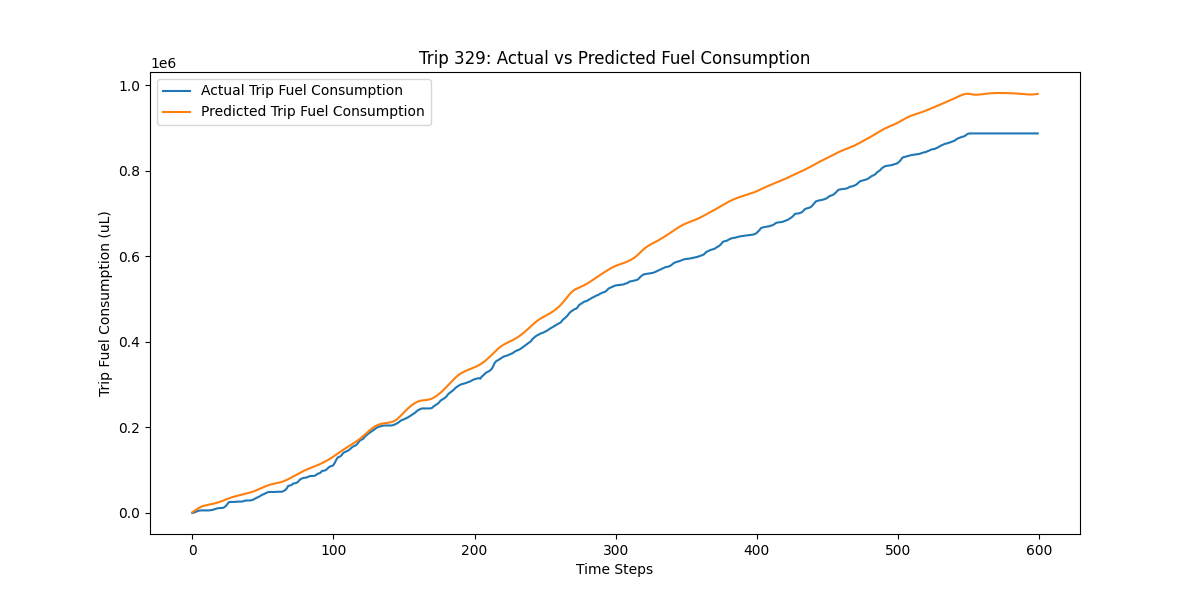 Trip 329: Actual vs Predicted Fuel Consumption
1e6
Actual Trip Fuel Consumption
Predicted Trip Fuel Consumption
Trip Fuel Consumption (uL)
1.0
0.8
0.6
0.4
0.2
0.0
0 100 200 300 400 500 600
Time Steps